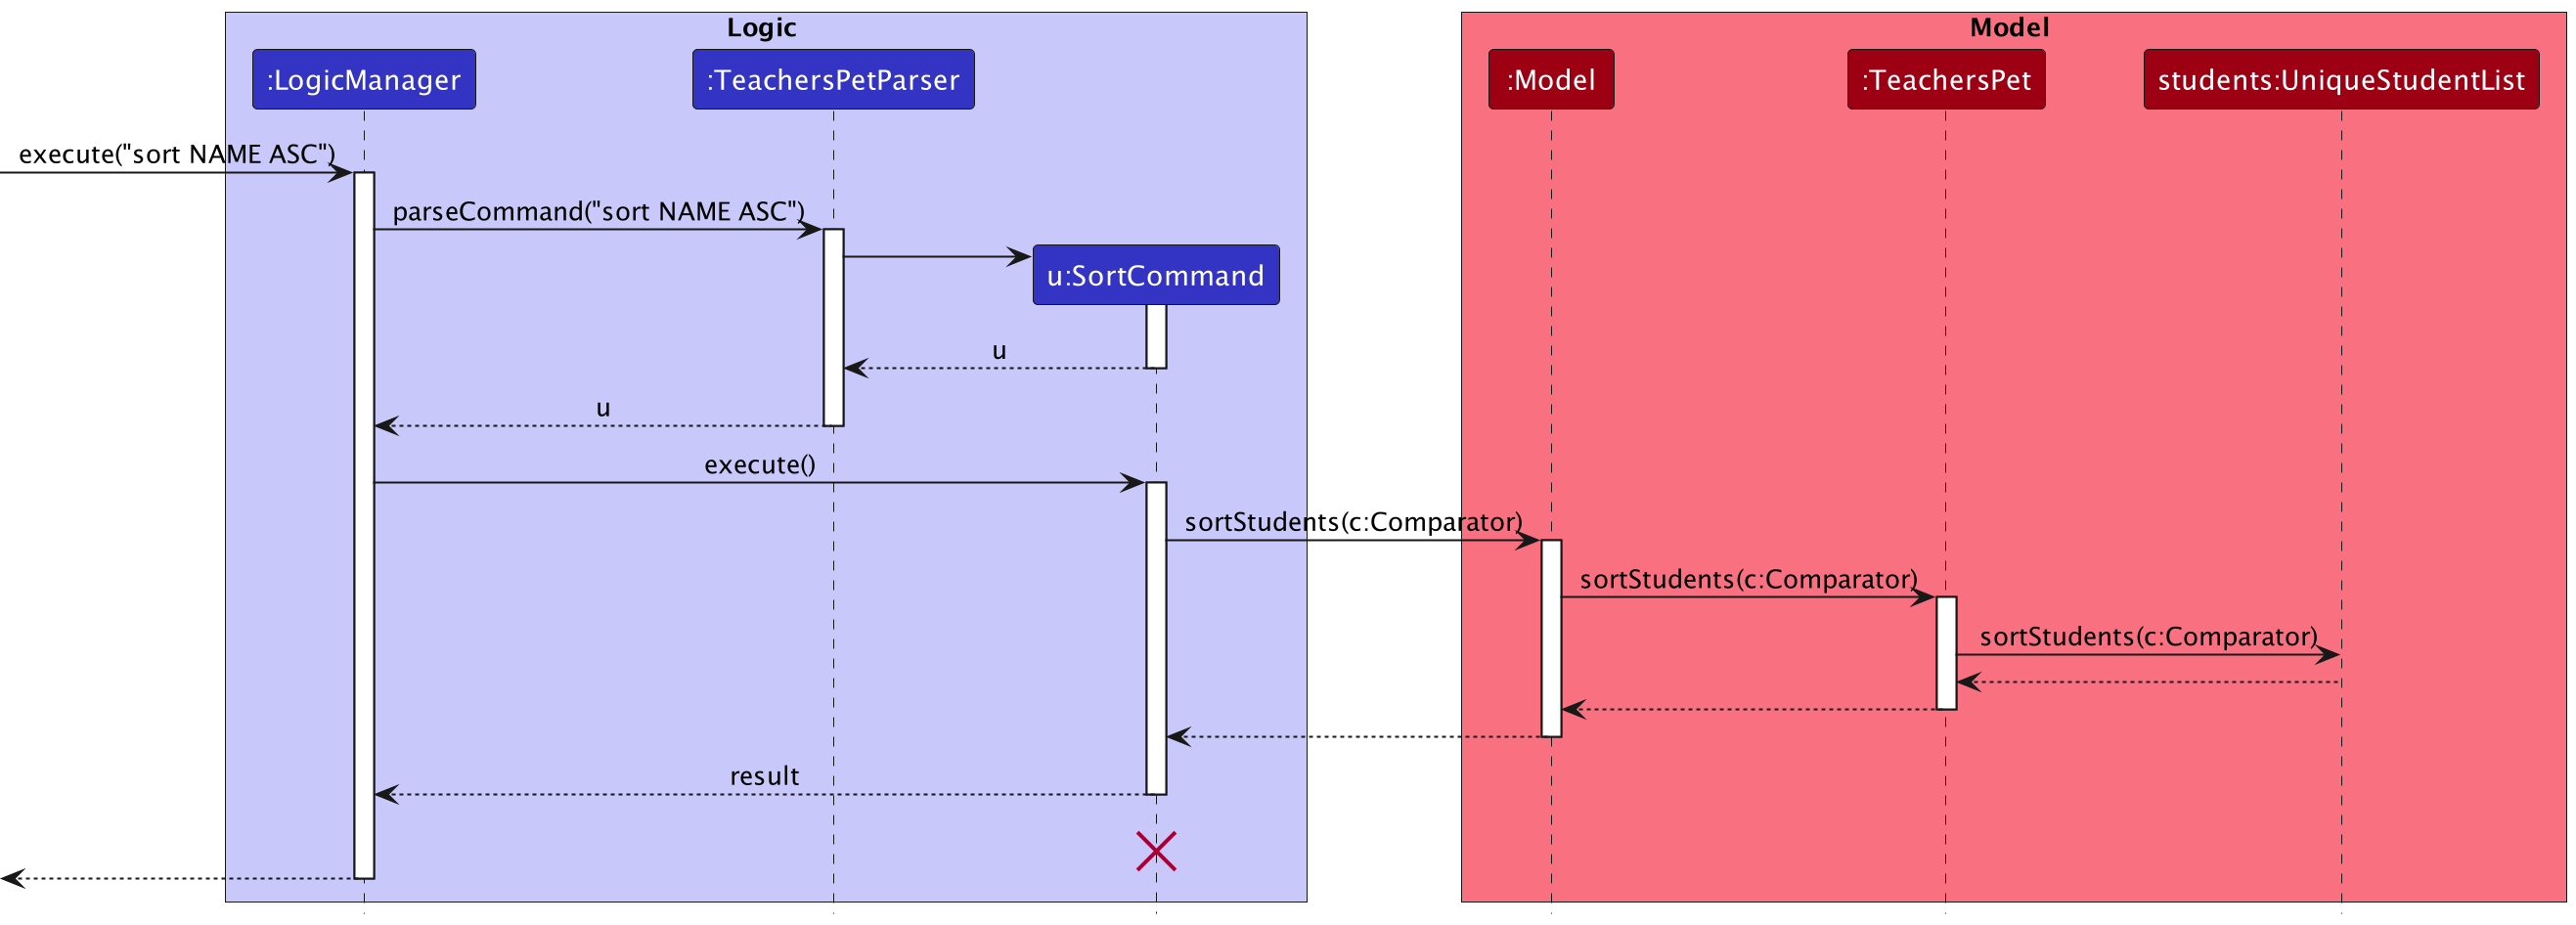 Logic
Model
:LogicManager
:TeachersPetParser
:Model
:TeachersPet
students:UniqueStudentList
execute("sort NAME ASC")
parseCommand("sort NAME ASC")
u:SortCommand
u
u
execute()
sortStudents(c:Comparator)
sortStudents(c:Comparator)
sortStudents(c:Comparator)
result